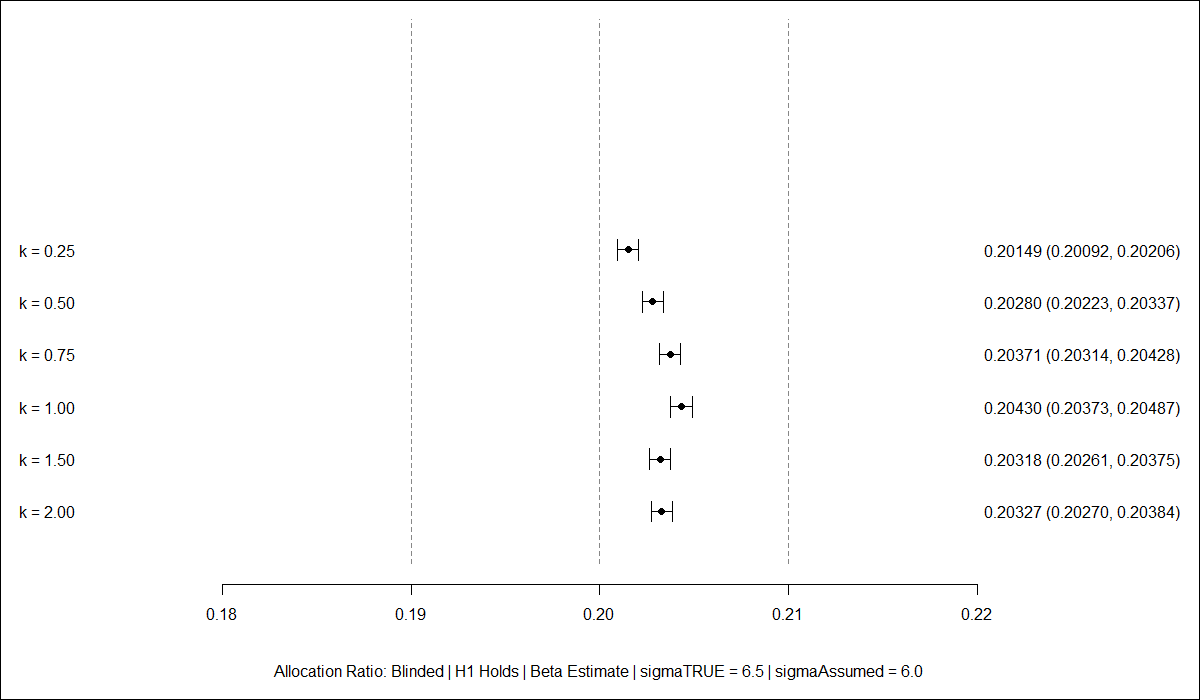 k = 0.25 0.20149 (0.20092, 0.20206)
k = 0.50 0.20280 (0.20223, 0.20337)
k = 0.75 0.20371 (0.20314, 0.20428)
k = 1.00 0.20430 (0.20373, 0.20487)
k = 1.50 0.20318 (0.20261, 0.20375)
k = 2.00 0.20327 (0.20270, 0.20384)
0.18 0.19 0.20 0.21 0.22
Allocation Ratio: Blinded | H1 Holds | Beta Estimate | sigmaTRUE = 6.5 | sigmaAssumed = 6.0